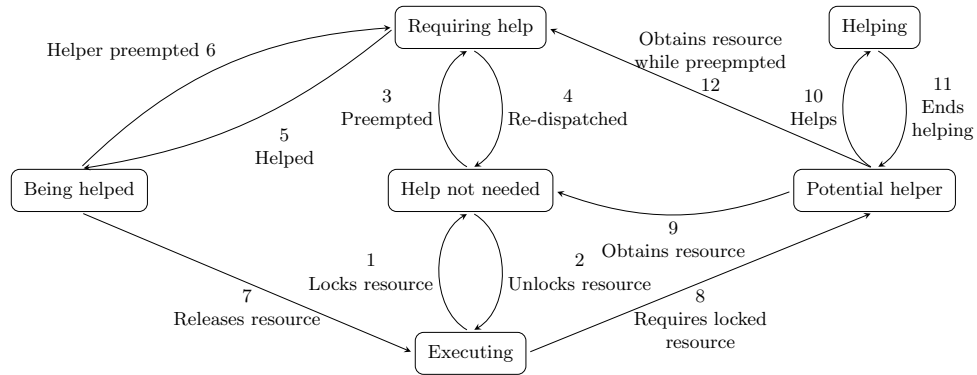 Requiring help
Helping
Helper preempted 6
Obtains resource
while preepmpted
12
3
Preempted
4
Re-dispatched
10
Helps
11
Ends
helping
5
Helped
Being helped
Help not needed
Potential helper
9
Obtains resource
1
Locks resource
2
Unlocks resource
7
Releases resource
8
Requires locked
resource
Executing